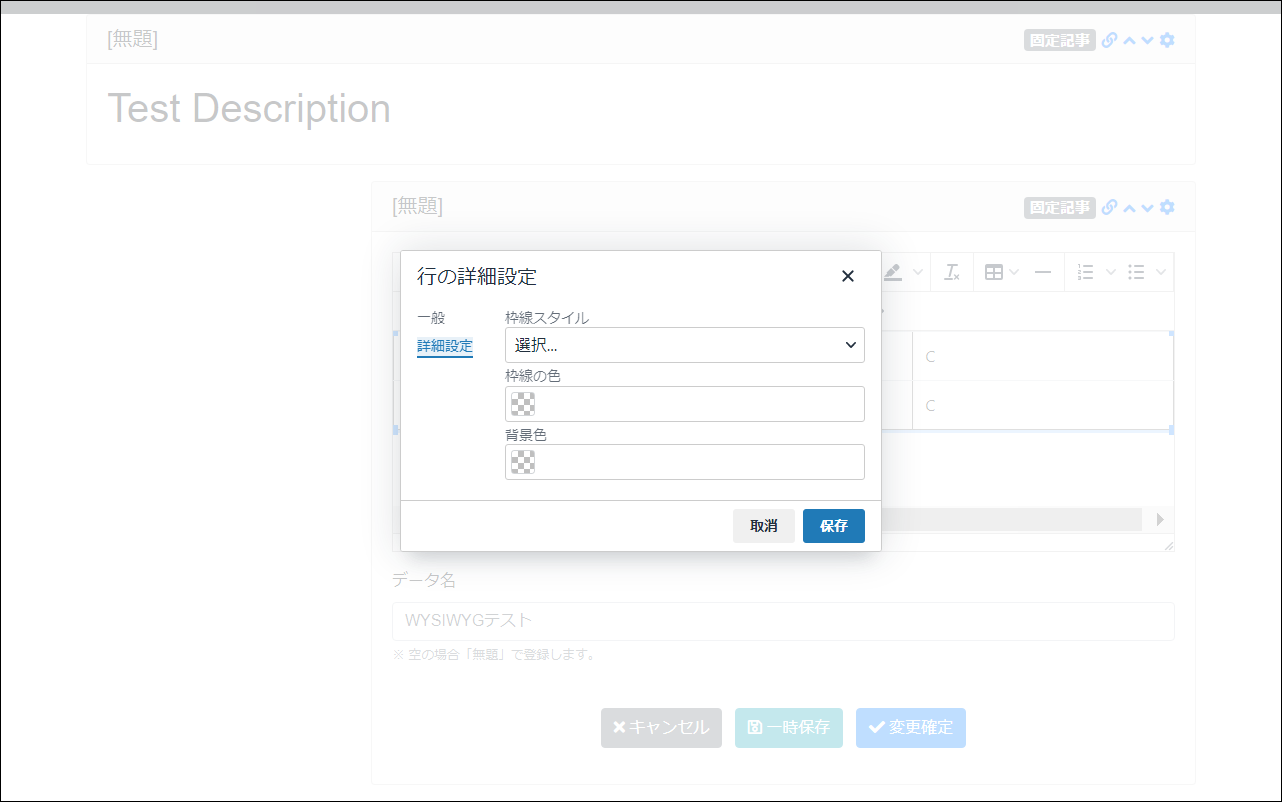 [無題]
固定記事
Test Description
[無題]
固定記事
行の詳細設定
一般
詳細設定
枠線スタイル
選択...
枠線の色
背景色
取消
保存
C
C
データ名
WYSIWYGテスト
※ 空の場合「無題」で登録します。
キャンセル
一時保存
変更確定